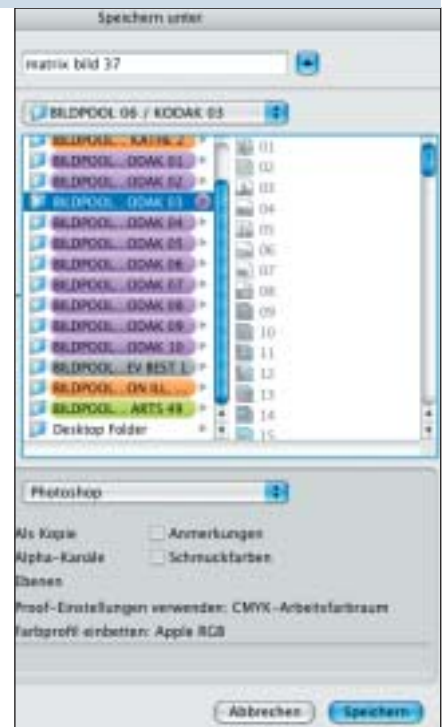 Speichern unter
matrix bild 37
BILDPOOL 06 / KODAK 03
BILDPOOL... KATHE 2
BILDPOOL...ODAK 01
BILDPOOL...ODAK 02
BILDPOOL...ODAK 03
BILDPOOL...ODAK 04
BILDPOOL...ODAK 05
BILDPOOL...ODAK 06
BILDPOOL...ODAK 07
BILDPOOL...ODAK 08
BILDPOOL...ODAK 09
BILDPOOL...ODAK 10
BILDPOOL...EV BEST 1
BILDPOOL...ON ILL...
BILDPOOL... ARTS 49
Desktop Folder
01
02
03
04
05
06
07
08
09
10
11
12
13
14
15
Photoshop
Als Kopie
Anmerkungen
Alpha-Kanäle
Schmuckfarben
Ebenen
Proof-Einstellungen verwenden: CMYK-Arbeitsfarbraum
Farbprofil einbetten: Apple RGB
Abbrechen
Speichern